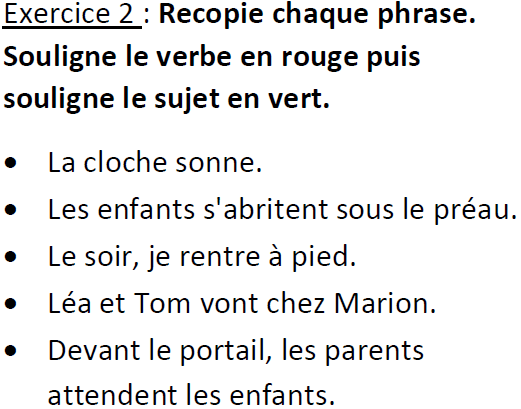 Exercice 2 : Recopie chaque phrase.
Souligne le verbe en rouge puis
souligne le sujet en vert.
• La cloche sonne.
• Les enfants s'abritent sous le préau.
• Le soir, je rentre à pied.
• Léa et Tom vont chez Marion.
• Devant le portail, les parents
attendent les enfants.